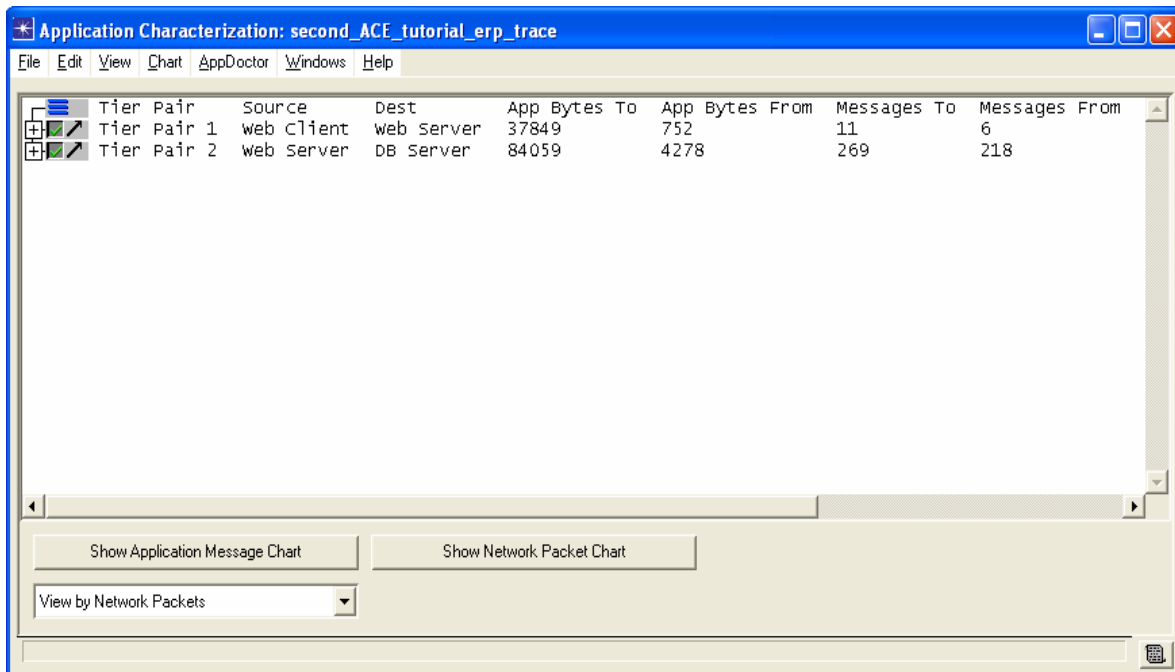 Application Characterization: second_ACE_tutorial_erp_trace
File Edit View Chart AppDoctor Windows Help
Tier Pair Source Dest App Bytes To App Bytes From Messages To Messages From
Tier Pair 1 Web Client Web Server 37849 752 11 6
Tier Pair 2 Web Server DB Server 84059 4278 269 218
Show Application Message Chart Show Network Packet Chart
View by Network Packets